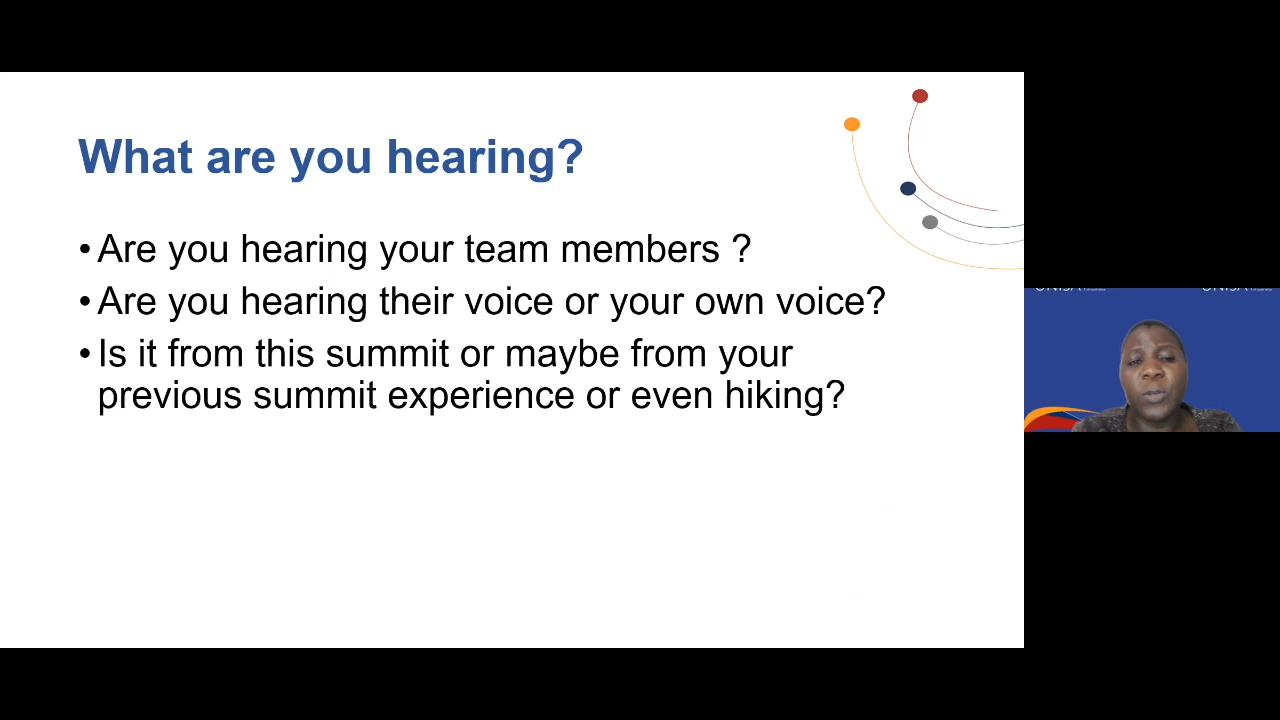 What are you hearing?
•Are you hearing your team members ?
•Are you hearing their voice or your own voice?
•Is it from this summit or maybe from your
previous summit experience or even hiking?